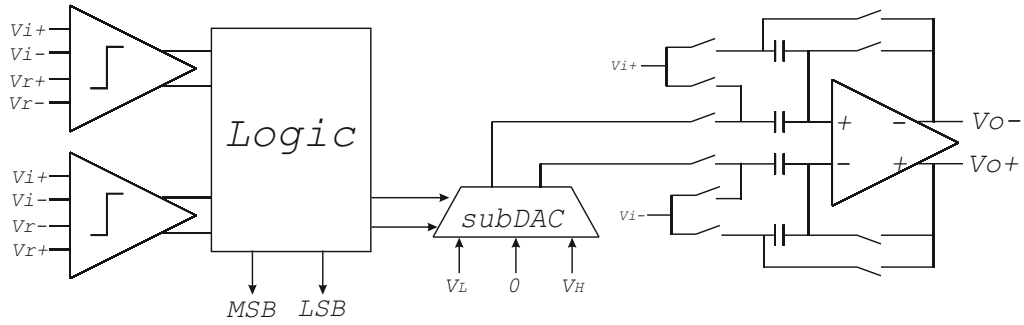 Vi+
Vi-
Vr+
Vr-
Vi+
Vi-
Vr-
Vr+
Logic
MSB LSB
subDAC
VL 0 VH
Vi+
Vi-
+ -
- +
Vo-
Vo+